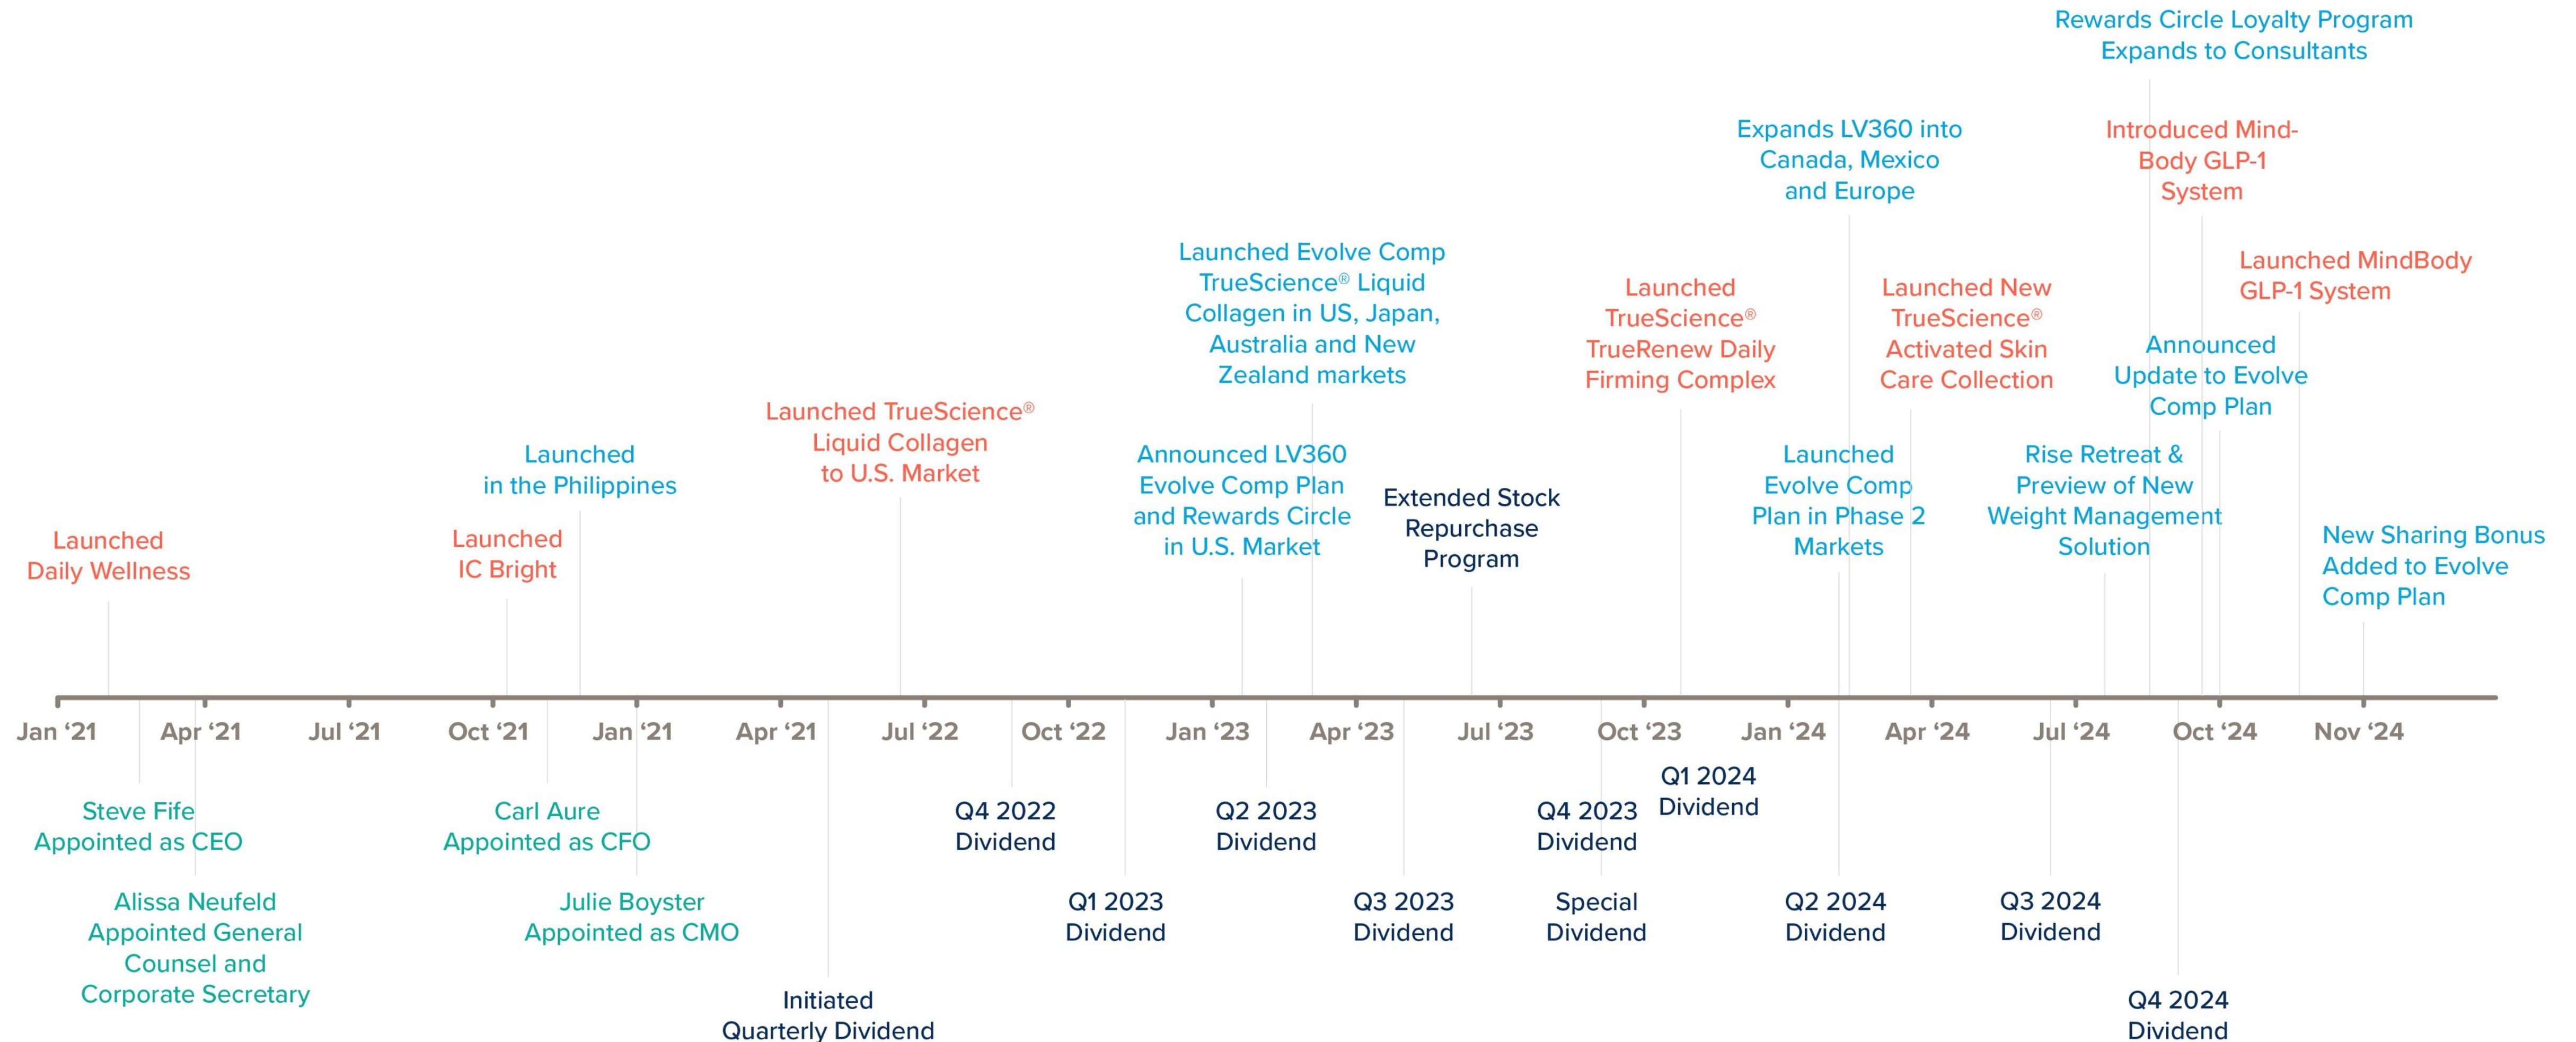 Rewards Circle Loyalty Program
Expands to Consultants
Expands LV360 into
Canada, Mexico
and Europe
Introduced Mind-
Body GLP-1
System
Launched Evolve Comp
TrueScience® Liquid
Collagen in US, Japan,
Australia and New
Zealand markets
Launched
TrueScience®
TrueRenew Daily
Firming Complex
Launched New
TrueScience®
Activated Skin
Care Collection
Launched MindBody
GLP-1 System
Announced
Update to Evolve
Comp Plan
Launched TrueScience®
Liquid Collagen
to U.S. Market
Launched
in the Philippines
Announced LV360
Evolve Comp Plan
and Rewards Circle
in U.S. Market
Extended Stock
Repurchase
Program
Launched
Evolve Comp
Plan in Phase 2
Markets
Rise Retreat &
Preview of New
Weight Management
Solution
Launched
Daily Wellness
Launched
IC Bright
New Sharing Bonus
Added to Evolve
Comp Plan
Jan ‘21 Apr ‘21 Jul ‘21 Oct ‘21 Jan ‘21 Apr ‘21 Jul ‘22 Oct ‘22 Jan ‘23 Apr ‘23 Jul ‘23 Oct ‘23 Jan ‘24 Apr ‘24 Jul ‘24 Oct ‘24 Nov ‘24
Steve Fife
Appointed as CEO
Carl Aure
Appointed as CFO
Q4 2022
Dividend
Q2 2023
Dividend
Q4 2023
Dividend
Q1 2024
Dividend
Alissa Neufeld
Appointed General
Counsel and
Corporate Secretary
Julie Boyster
Appointed as CMO
Q1 2023
Dividend
Q3 2023
Dividend
Special
Dividend
Q2 2024
Dividend
Q3 2024
Dividend
Initiated
Quarterly Dividend
Q4 2024
Dividend